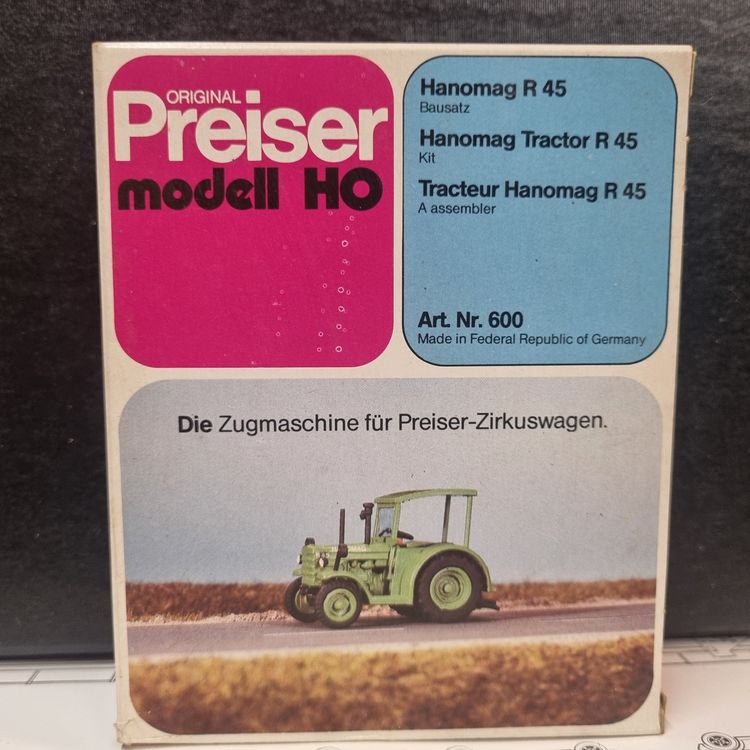 ORIGINAL
Preiser
modell HO
Hanomag R 45
Bausatz
Hanomag Tractor R 45
Kit
Tracteur Hanomag R 45
A assembler
Art. Nr. 600
Made in Federal Republic of Germany
Die Zugmaschine für Preiser-Zirkuswagen.